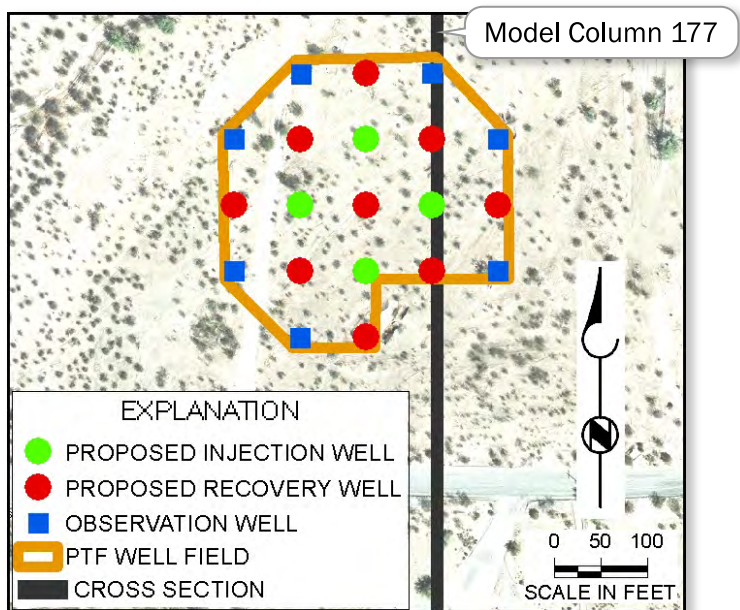 Model Column 177
EXPLANATION
PROPOSED INJECTION WELL
PROPOSED RECOVERY WELL
OBSERVATION WELL
PTF WELL FIELD
CROSS SECTION
N
0 50 100
SCALE IN FEET